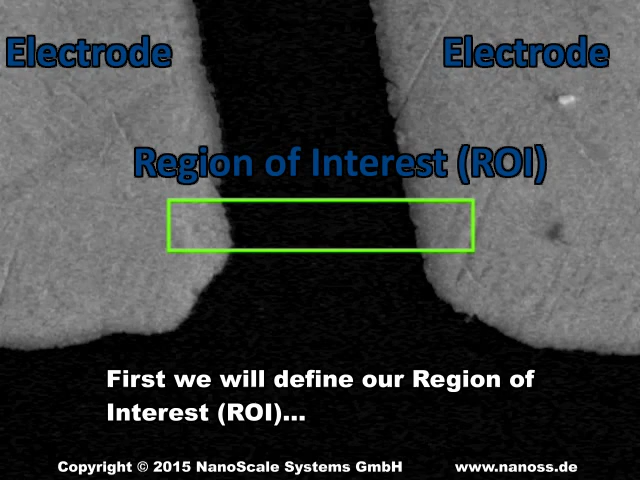 Electrode Electrode
Region of Interest (ROI)
First we will define our Region of
Interest (ROI)...
Copyright © 2015 NanoScale Systems GmbH www.nanoss.de